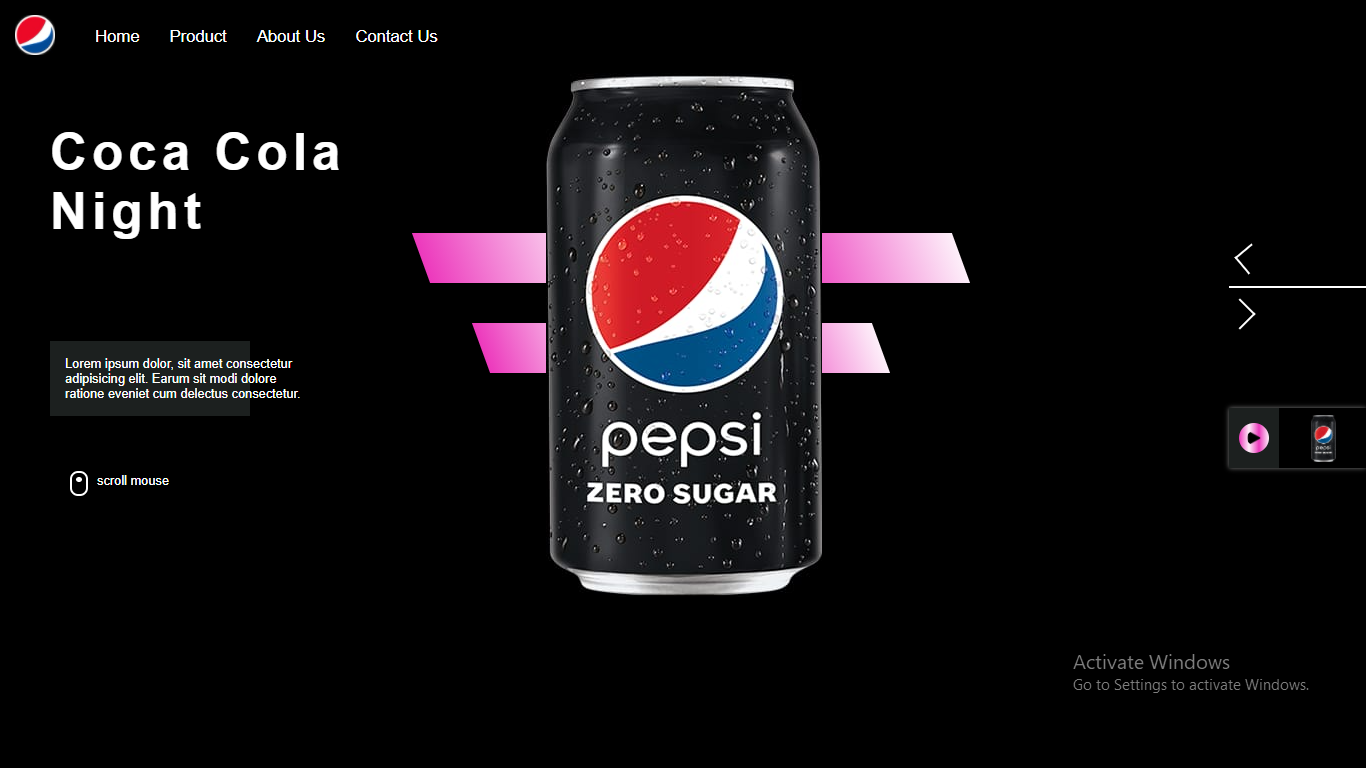 Home Product About Us Contact Us
Coca Cola
Night
Lorem ipsum dolor, sit amet consectetur
adipisicing elit. Earum sit modi dolore
ratione eveniet cum delectus consectetur.
scroll mouse
pepsi
ZERO SUGAR
pepsi
Activate Windows
Go to Settings to activate Windows.